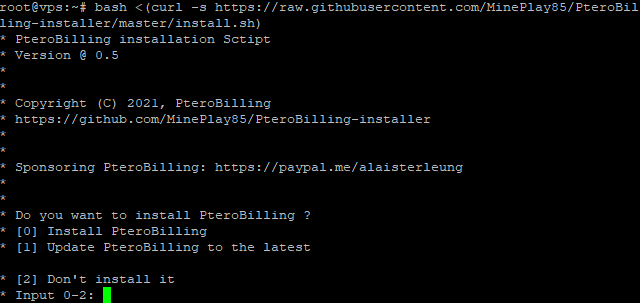 root@vps:~# bash <(curl -s https://raw.githubusercontent.com/MinePlay85/PteroBil
ling-installer/master/install.sh)
* PteroBilling installation Sctipt
* Version @ 0.5
*
*
* Copyright (C) 2021, PteroBilling
* https://github.com/MinePlay85/PteroBilling-installer
*
*
* Sponsoring PteroBilling: https://paypal.me/alaisterleung
*
*
* Do you want to install PteroBilling ?
* [0] Install PteroBilling
* [1] Update PteroBilling to the latest
* [2] Don't install it
* Input 0-2: